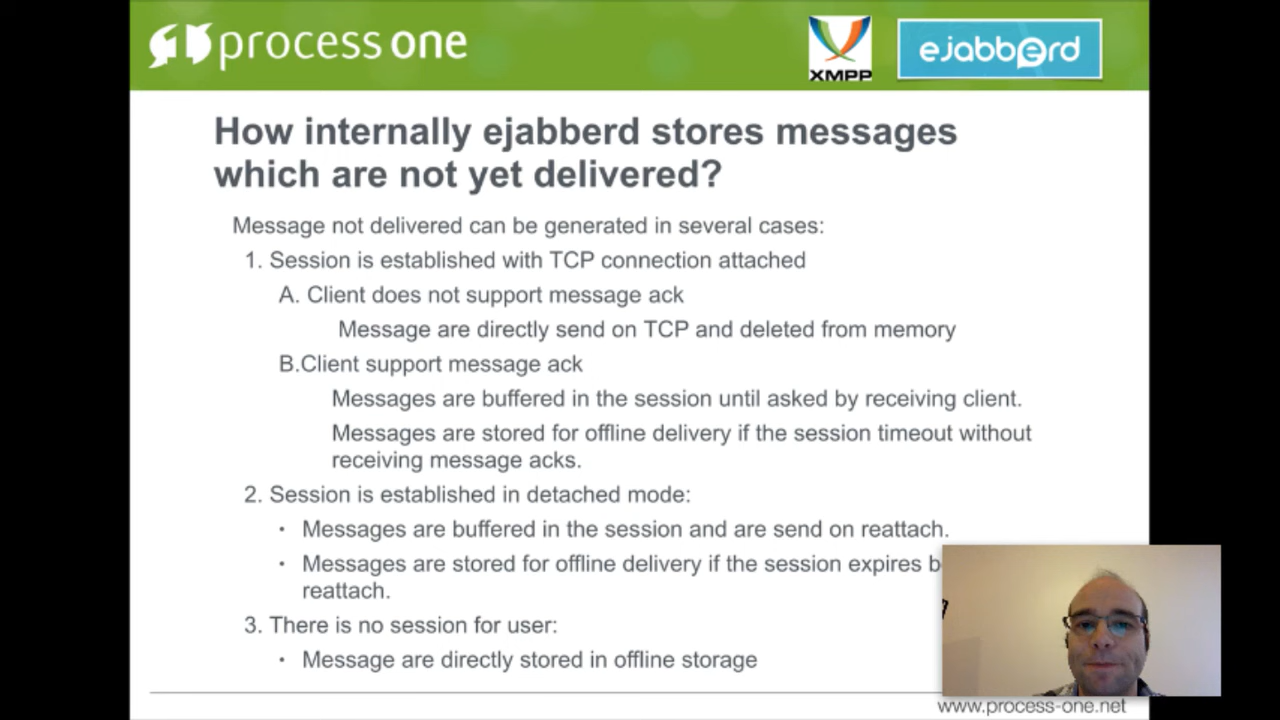 process one
XMPP
ejabberd
How internally ejabberd stores messages
which are not yet delivered?
Message not delivered can be generated in several cases:
1. Session is established with TCP connection attached
A. Client does not support message ack
Message are directly send on TCP and deleted from memory
B.Client support message ack
Messages are buffered in the session until asked by receiving client.
Messages are stored for offline delivery if the session timeout without
receiving message acks.
2. Session is established in detached mode:
• Messages are buffered in the session and are send on reattach.
• Messages are stored for offline delivery if the session expires
reattach.
3. There is no session for user:
• Message are directly stored in offline storage
www.process-one.net